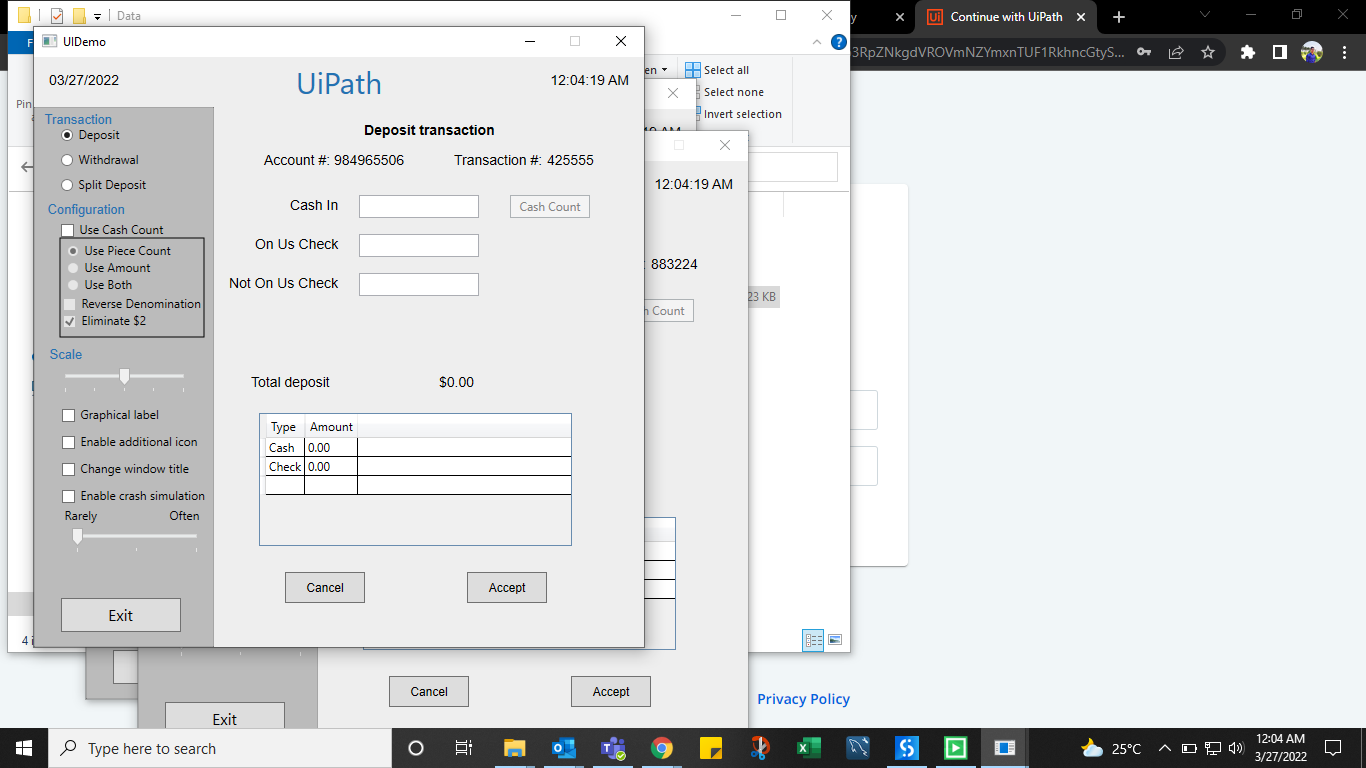 Data
Continue with UiPath
3RpZNkgdVROVmNZYmxnTUF1RkhncGtyS...
UIDemo
Select all
Select none
Invert selection
03/27/2022
UiPath
12:04:19 AM
Transaction
Deposit
Withdrawal
Split Deposit
Configuration
Use Cash Count
Use Piece Count
Use Amount
Use Both
Reverse Denomination
Eliminate $2
Scale
Graphical label
Enable additional icon
Change window title
Enable crash simulation
Rarely Often
Exit
Deposit transaction
Account #: 984965506 Transaction #: 425555
Cash In Cash Count
On Us Check
Not On Us Check
Total deposit $0.00
Type Amount
Cash 0.00
Check 0.00
Cancel Accept
12:04:19 AM
883224
Count
23 KB
Cancel Accept
Exit
Privacy Policy
Type here to search
25°C
12:04 AM
3/27/2022